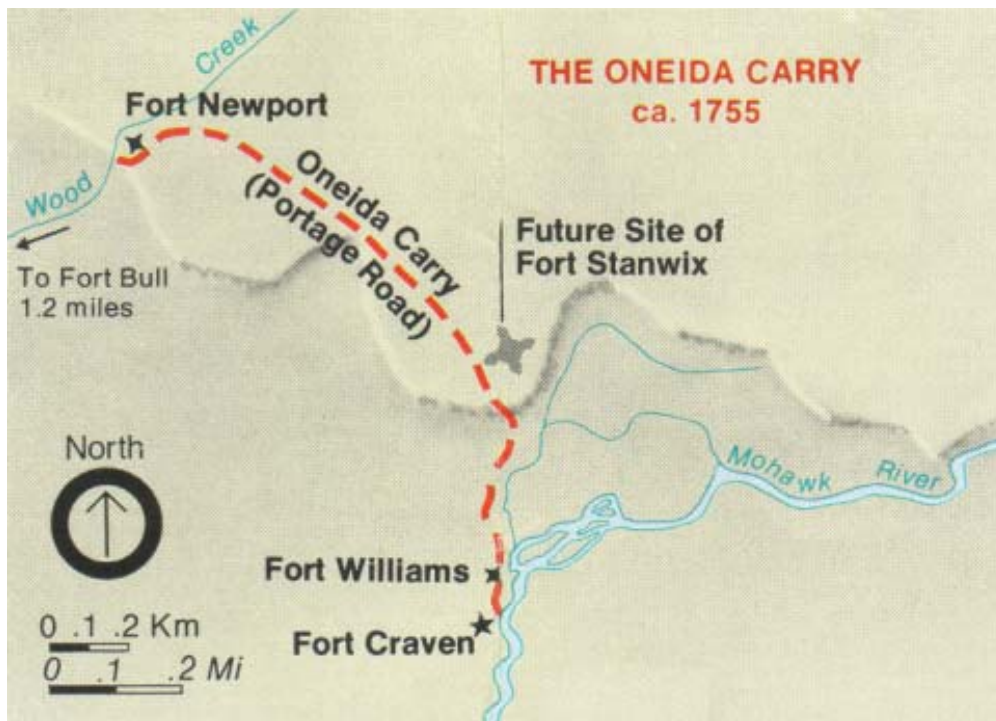 THE ONEIDA CARRY
ca. 1755
Wood Creek
Fort Newport
Oneida Carry
(Portage Road)
Future Site of
Fort Stanwix
To Fort Bull
1.2 miles
North
Mohawk River
Fort Williams
Fort Craven
0 .1 .2 Km
0 .1 .2 Mi